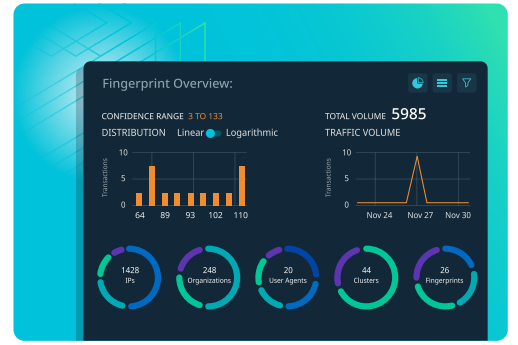 Fingerprint Overview:
CONFIDENCE RANGE 3 TO 133
TOTAL VOLUME 5985
DISTRIBUTION Linear Logarithmic
TRAFFIC VOLUME
Transactions
10
5
0
64 89 93 102 110
Transactions
10
5
0
Nov 24 Nov 27 Nov 30
1428
IPs
248
Organizations
20
User Agents
44
Clusters
26
Fingerprints